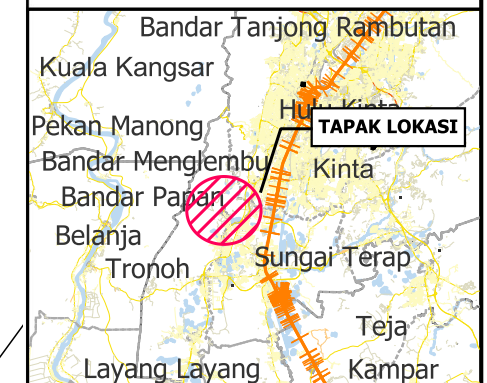 Bandar Tanjong Rambutan
Kuala Kangsar
Hulu Kinta
Pekan Manong
TAPAK LOKASI
Bandar Menglembu
Kinta
Bandar Papan
Belanja
Sungai Terap
Tronoh
Teja
Layang Layang
Kampar